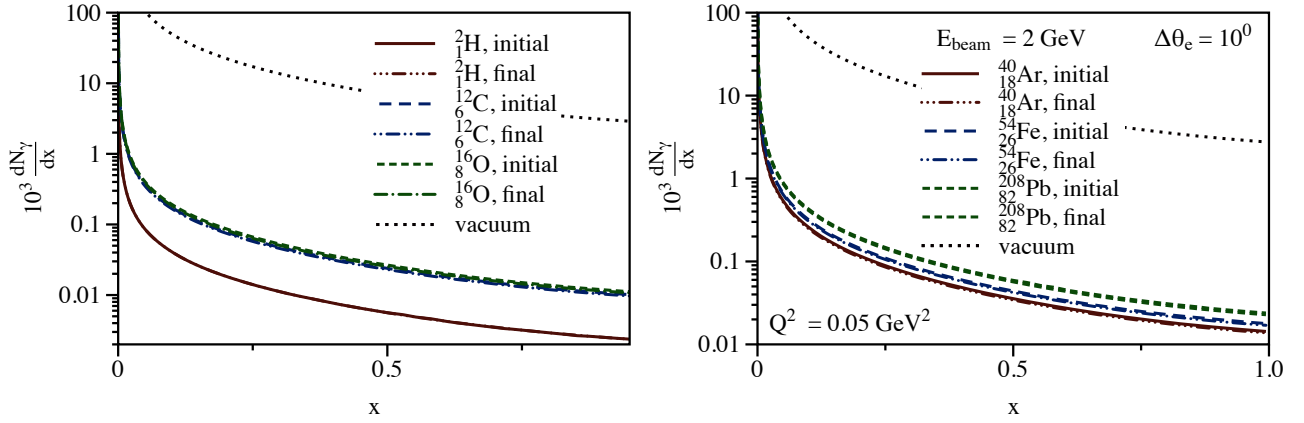 100
10
1
0.1
0.01
10³ dNγ/dx
²₁H, initial
²₁H, final
¹²₆C, initial
¹²₆C, final
¹⁶₈O, initial
¹⁶₈O, final
vacuum
0 0.5
x
100
10
1
0.1
0.01
10³ dNγ/dx
E_beam = 2 GeV Δθₑ = 10⁰
⁴⁰₁₈Ar, initial
⁴⁰₁₈Ar, final
⁵⁴₂₆Fe, initial
⁵⁴₂₆Fe, final
²⁰⁸₈₂Pb, initial
²⁰⁸₈₂Pb, final
vacuum
Q² = 0.05 GeV²
0 0.5 1.0
x